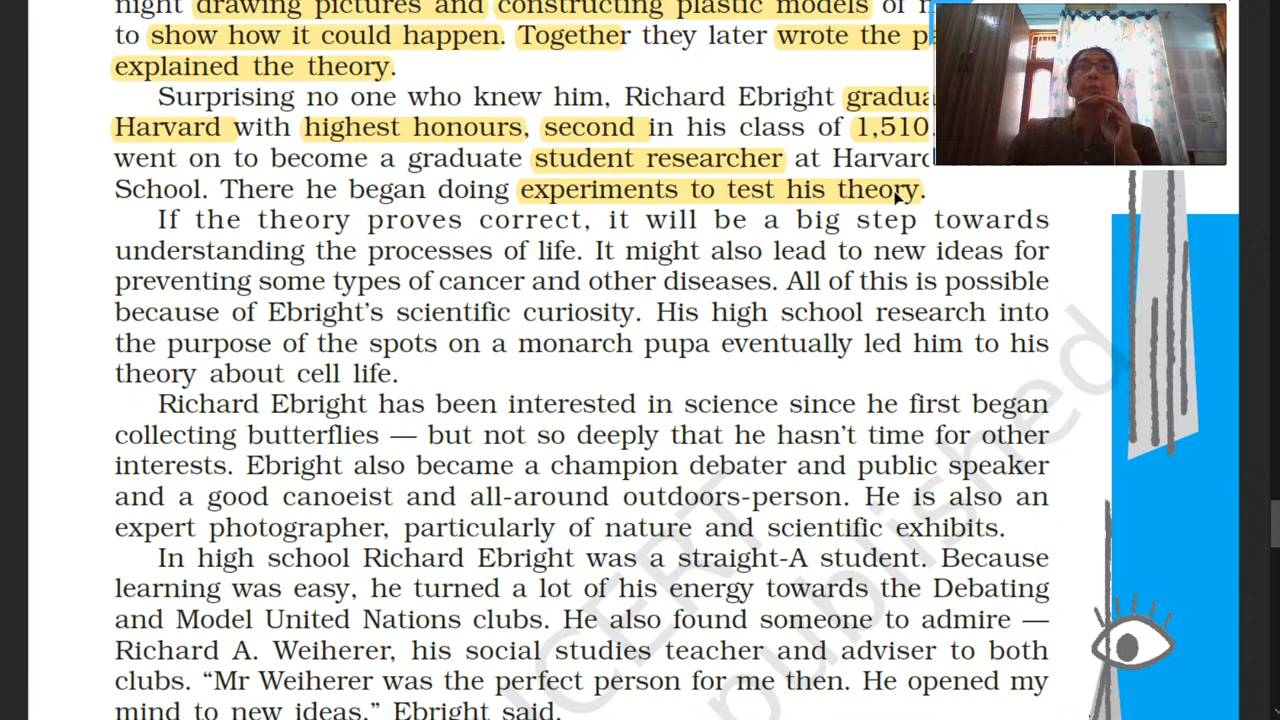 night drawing pictures and constructing plastic models of
to show how it could happen. Together they later wrote the
explained the theory.
Surprising no one who knew him, Richard Ebright
Harvard with highest honours, second in his class of 1,510.
went on to become a graduate student researcher at Harvard
School. There he began doing experiments to test his theory.
If the theory proves correct, it will be a big step towards
understanding the processes of life. It might also lead to new ideas for
preventing some types of cancer and other diseases. All of this is possible
because of Ebright's scientific curiosity. His high school research into
the purpose of the spots on a monarch pupa eventually led him to his
theory about cell life.
Richard Ebright has been interested in science since he first began
collecting butterflies — but not so deeply that he hasn't time for other
interests. Ebright also became a champion debater and public speaker
and a good canoeist and all-around outdoors-person. He is also an
expert photographer, particularly of nature and scientific exhibits.
In high school Richard Ebright was a straight-A student. Because
learning was easy, he turned a lot of his energy towards the Debating
and Model United Nations clubs. He also found someone to admire —
Richard A. Weiherer, his social studies teacher and adviser to both
clubs. “Mr Weiherer was the perfect person for me then. He opened my
mind to new ideas,” Ebright said.
published